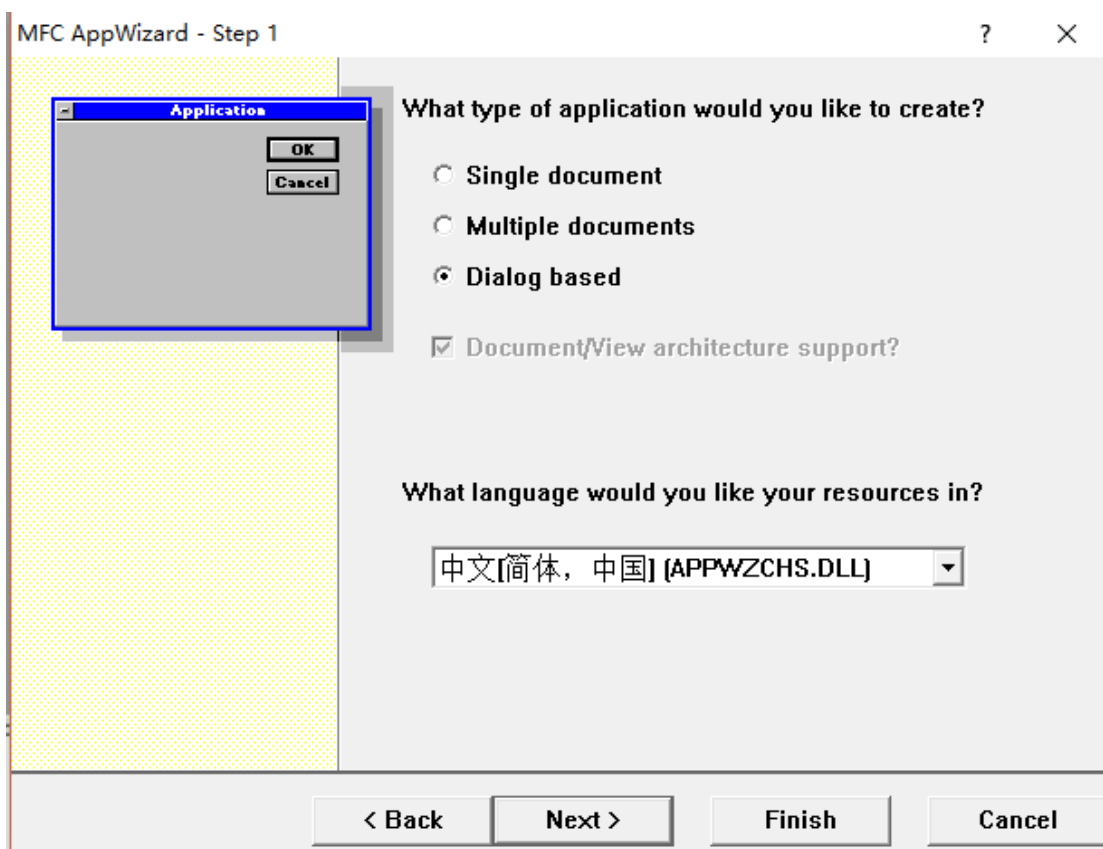 MFC AppWizard - Step 1 ? ×
Application
OK
Cancel
What type of application would you like to create?
Single document
Multiple documents
Dialog based
Document/View architecture support?
What language would you like your resources in?
中文[简体，中国] (APPWZCHS.DLL)
< Back Next > Finish Cancel